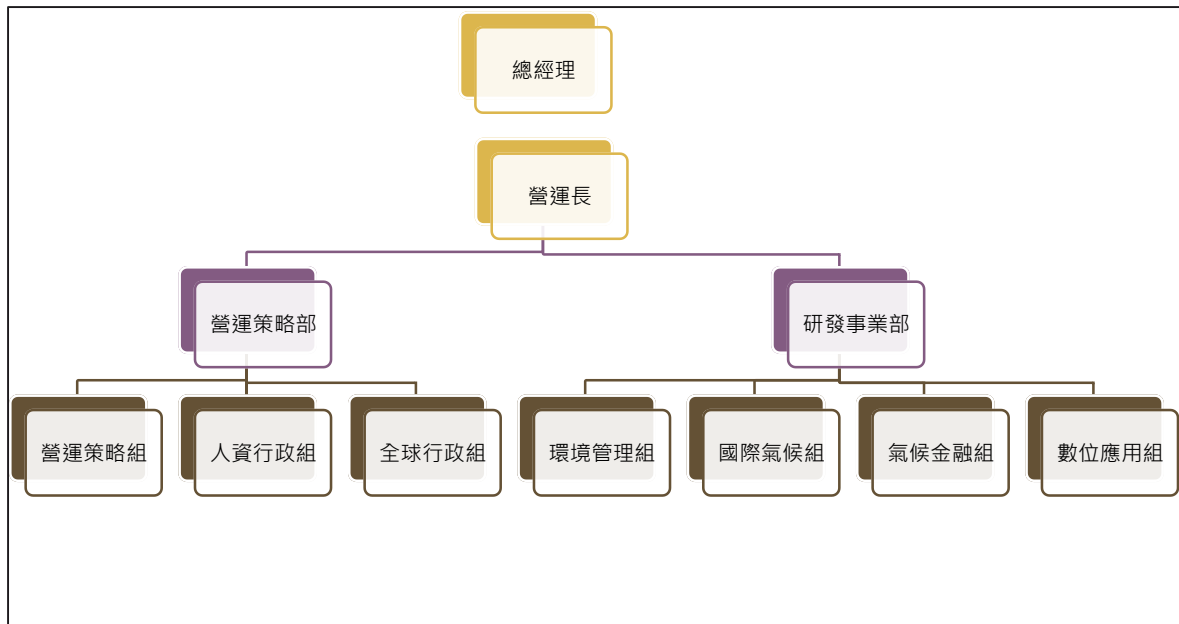 總經理
營運長
營運策略部
研發事業部
營運策略組
人資行政組
全球行政組
環境管理組
國際氣候組
氣候金融組
數位應用組